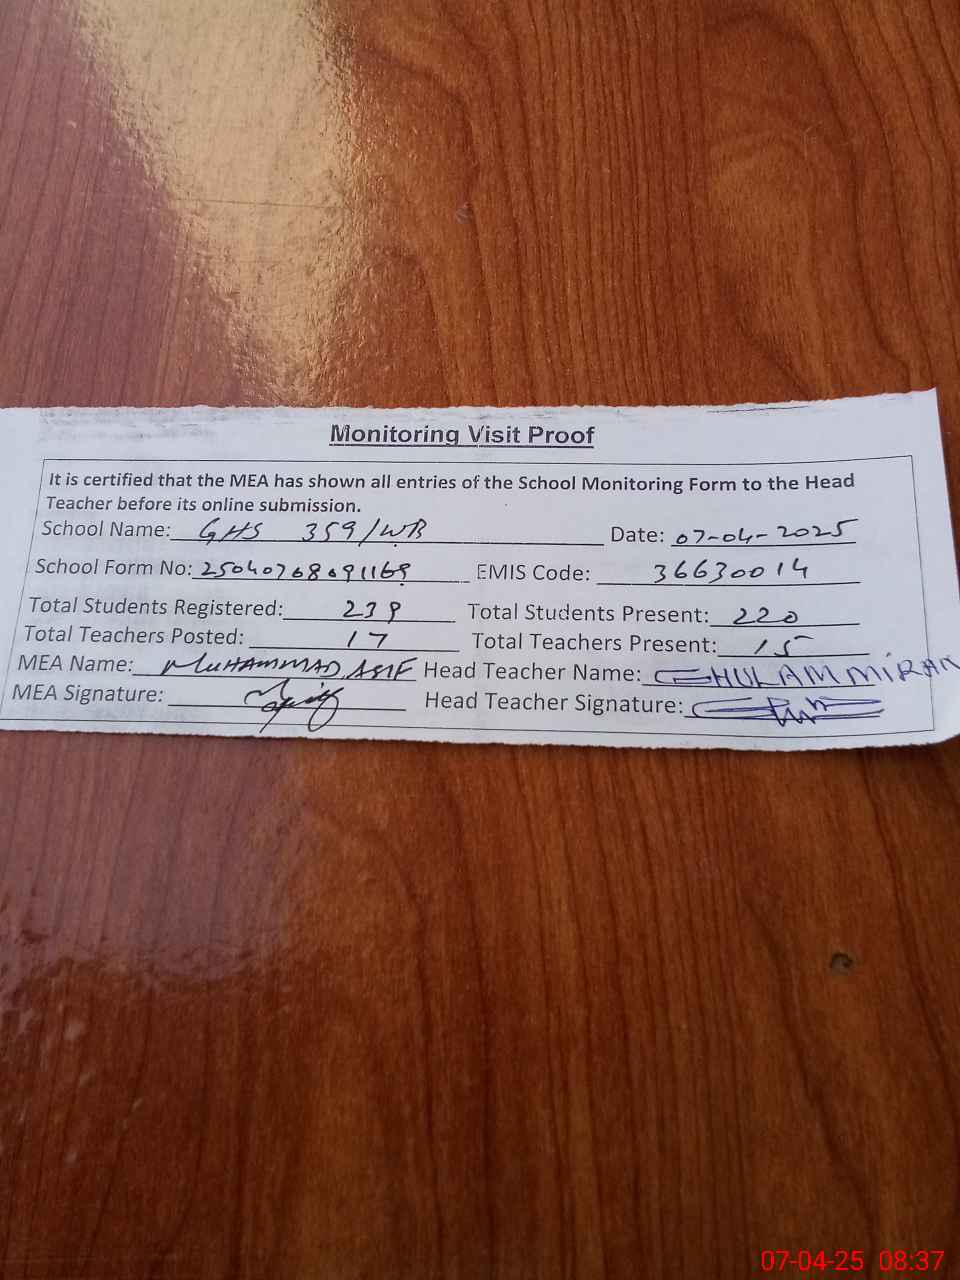 Monitoring Visit Proof
It is certified that the MEA has shown all entries of the School Monitoring Form to the Head
Teacher before its online submission.
School Name: GHS 359/WB Date: 07-04-2025
School Form No: 25040708091169 EMIS Code: 36630014
Total Students Registered: 239 Total Students Present: 220
Total Teachers Posted: 17 Total Teachers Present: 15
MEA Name: MUHAMMAD ASIF Head Teacher Name: GHULAM MIRAN
MEA Signature: Head Teacher Signature:
07-04-25 08:37